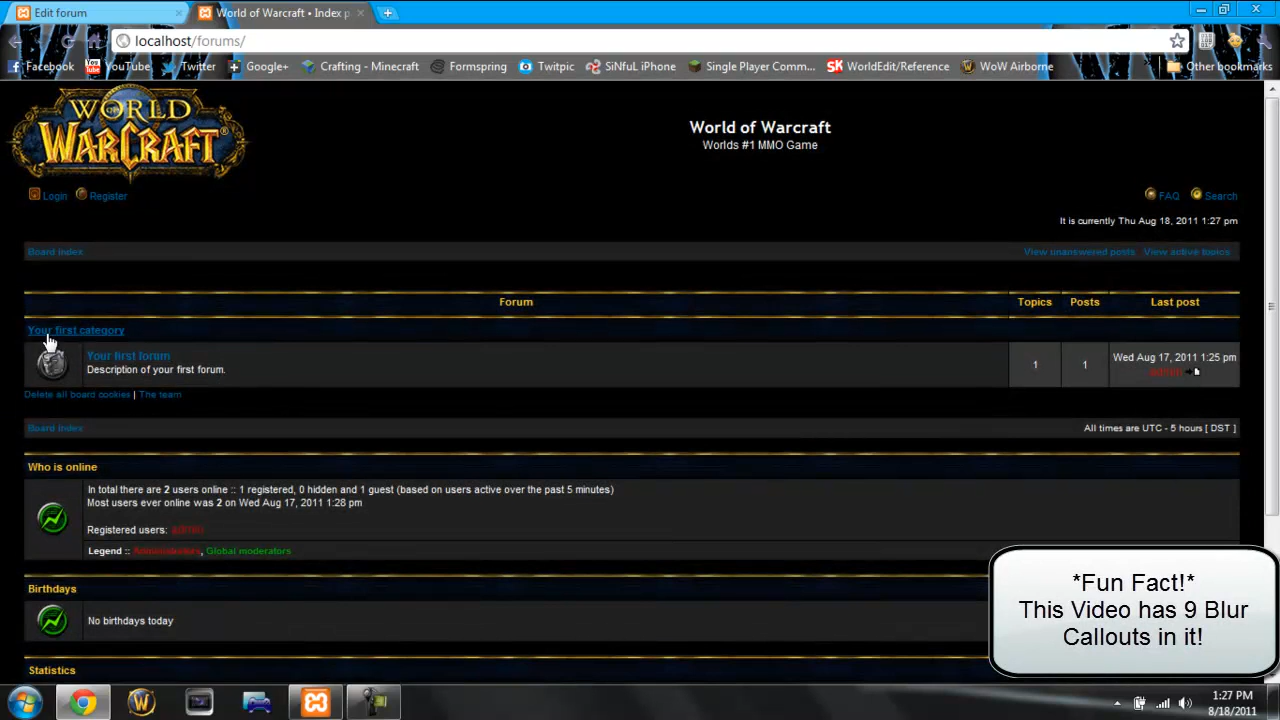 Edit forum
World of Warcraft • Index p
localhost/forums/
Facebook YouTube Twitter Google+ Crafting - Minecraft Formspring Twitpic SiNfuL iPhone Single Player Comm... WorldEdit/Reference WoW Airborne Other bookmarks
WORLD
WARCRAFT
World of Warcraft
Worlds #1 MMO Game
Login Register FAQ Search
It is currently Thu Aug 18, 2011 1:27 pm
Board index View unanswered posts View active topics
Forum Topics Posts Last post
Your first category
Your first forum
Description of your first forum.
1 1
Wed Aug 17, 2011 1:25 pm
admin
Delete all board cookies | The team
Board index All times are UTC - 5 hours [ DST ]
Who is online
In total there are 2 users online :: 1 registered, 0 hidden and 1 guest (based on users active over the past 5 minutes)
Most users ever online was 2 on Wed Aug 17, 2011 1:28 pm
Registered users: admin
Legend :: Administrators, Global moderators
Birthdays
No birthdays today
Statistics
*Fun Fact!*
This Video has 9 Blur
Callouts in it!
1:27 PM
8/18/2011